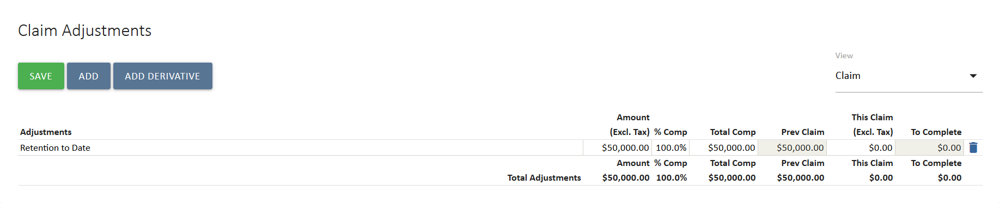 Claim Adjustments
View
SAVE ADD ADD DERIVATIVE Claim
Amount This Claim
Adjustments (Excl. Tax) % Comp Total Comp Prev Claim (Excl. Tax) To Complete
Retention to Date $50,000.00 100.0% $50,000.00 $50,000.00 $0.00 $0.00
Amount % Comp Total Comp Prev Claim This Claim To Complete
Total Adjustments $50,000.00 100.0% $50,000.00 $50,000.00 $0.00 $0.00